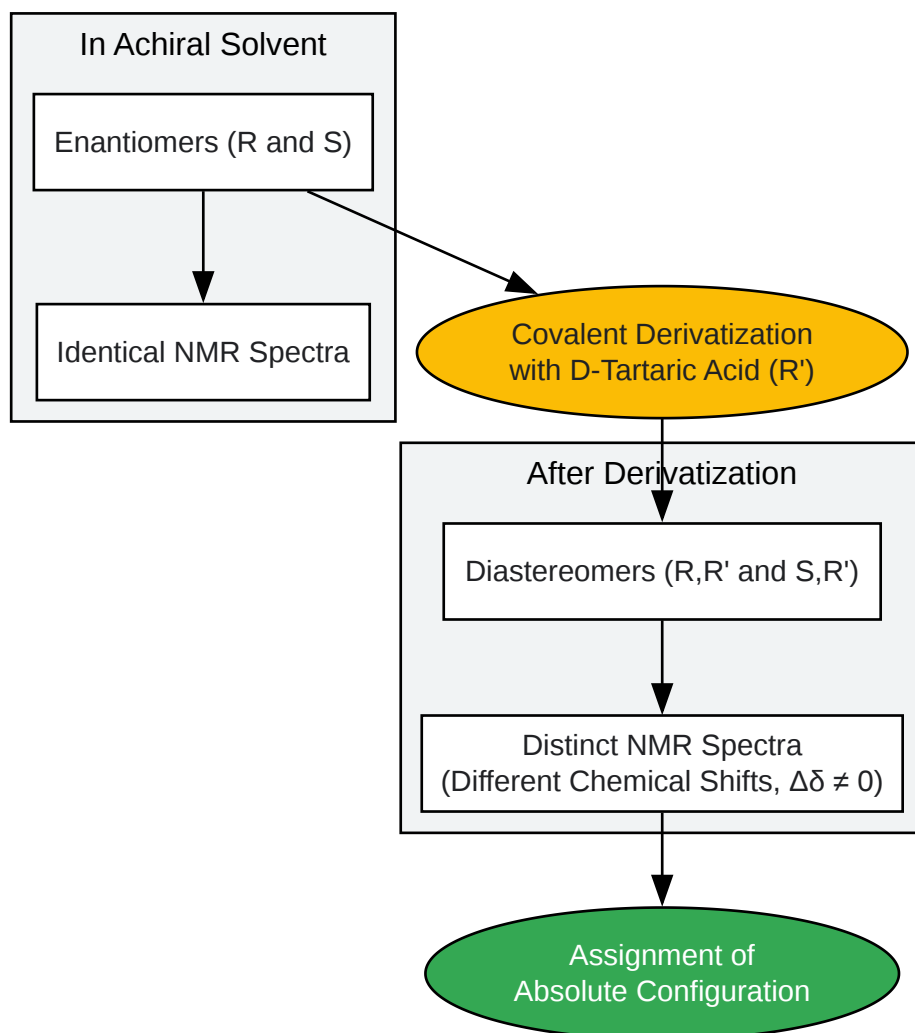 In Achiral Solvent
Enantiomers (R and S)
Identical NMR Spectra
Covalent Derivatization
with D-Tartaric Acid (R')
After Derivatization
Diastereomers (R,R' and S,R')
Distinct NMR Spectra
(Different Chemical Shifts, Δδ ≠ 0)
Assignment of
Absolute Configuration